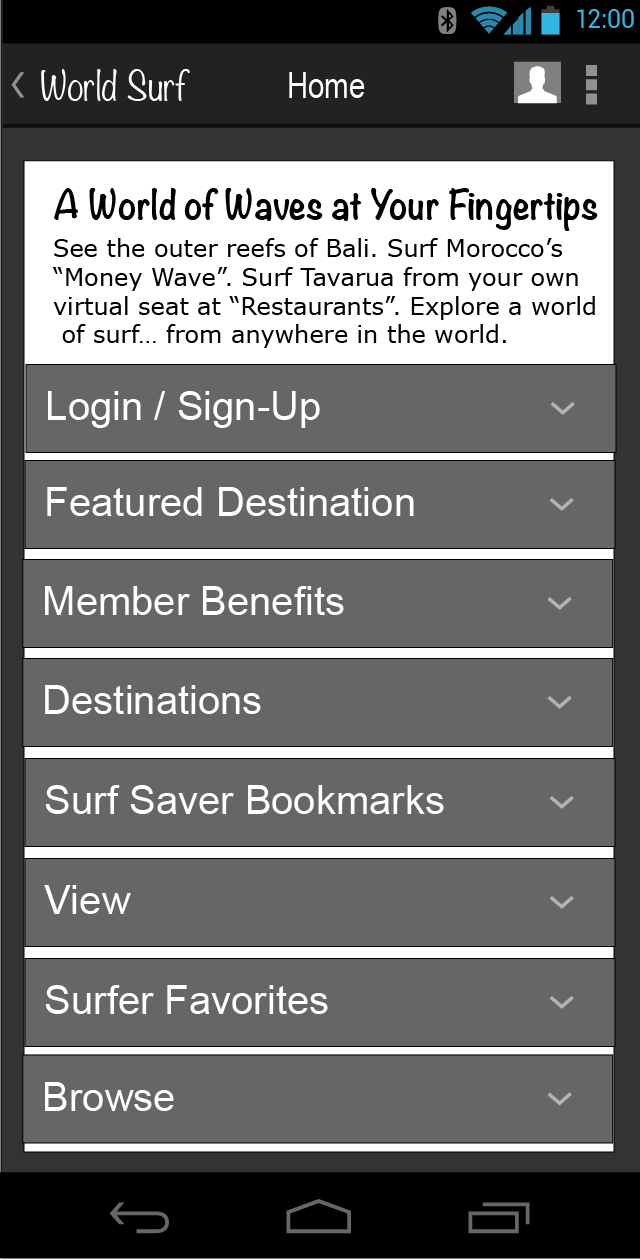 12:00
World Surf
Home
A World of Waves at Your Fingertips
See the outer reefs of Bali. Surf Morocco’s
“Money Wave”. Surf Tavarua from your own
virtual seat at “Restaurants”. Explore a world
of surf... from anywhere in the world.
Login / Sign-Up
Featured Destination
Member Benefits
Destinations
Surf Saver Bookmarks
View
Surfer Favorites
Browse